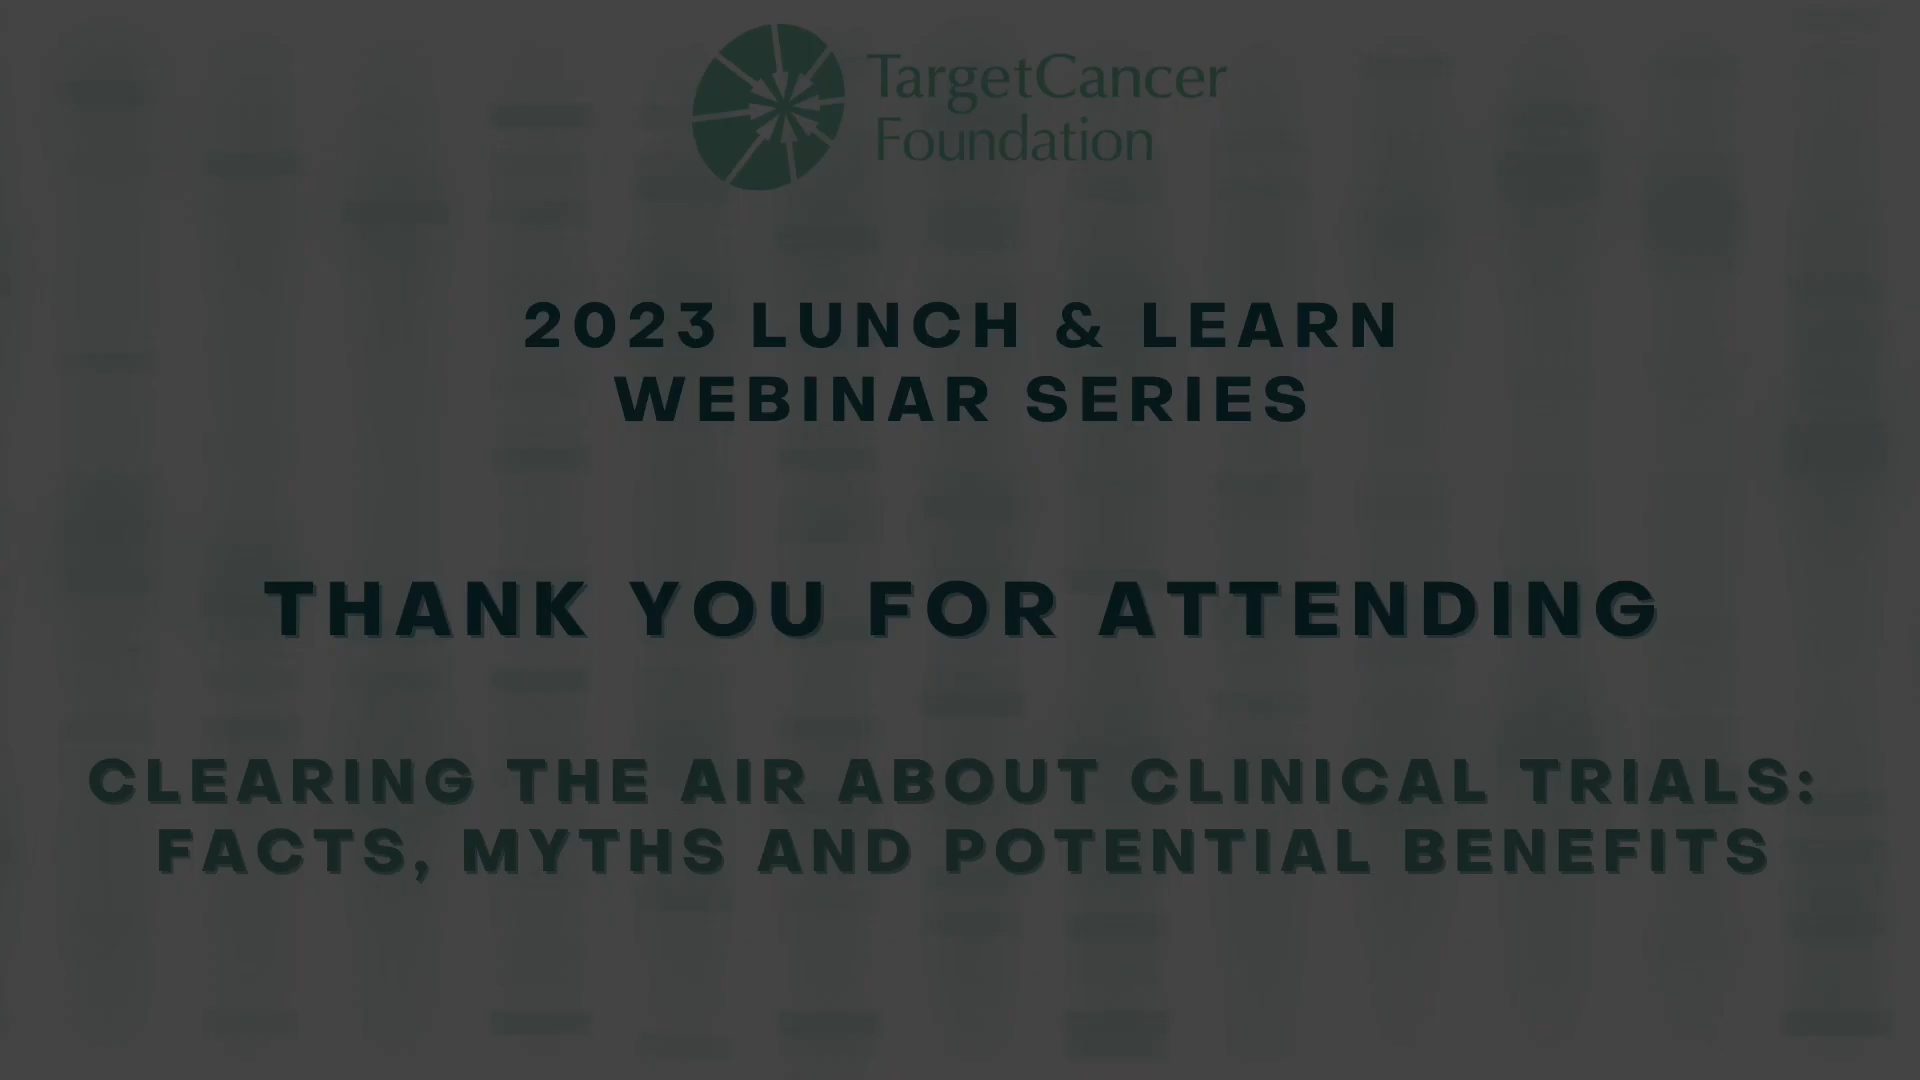 TargetCancer
Foundation
2023 LUNCH & LEARN
WEBINAR SERIES
THANK YOU FOR ATTENDING
CLEARING THE AIR ABOUT CLINICAL TRIALS:
FACTS, MYTHS AND POTENTIAL BENEFITS